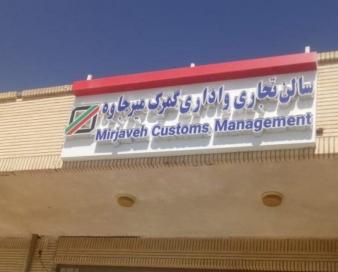 سالن تجاری و اداری گمرک میرجاوه
Mirjaveh Customs Management